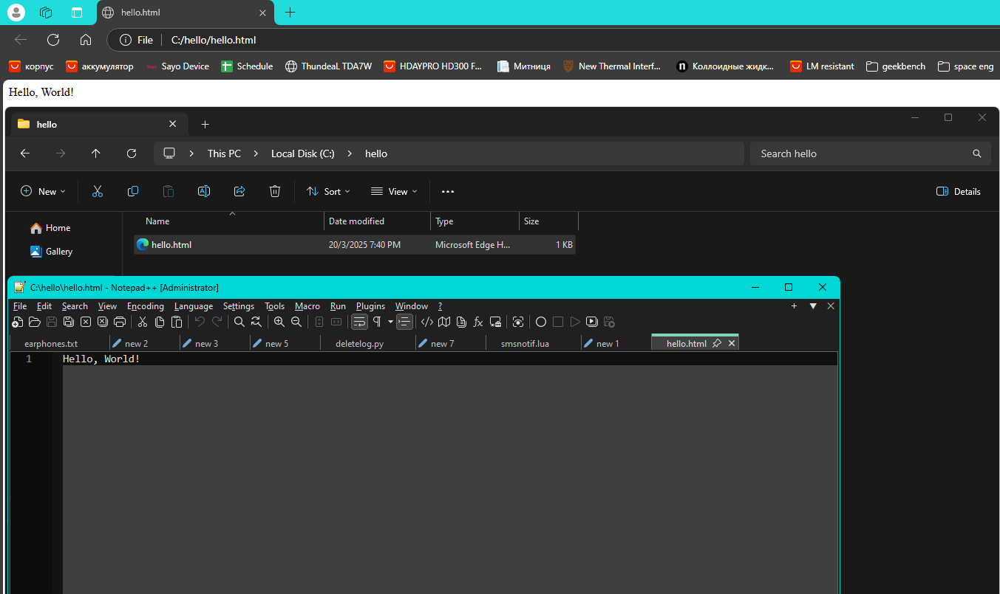 hello.html
File C:/hello/hello.html
корпус аккумулятор Sayo Device Schedule ThundeaL TDA7W HDAYPRO HD300 F... Митниця New Thermal Interf... n Коллоидные жидк... LM resistant geekbench space eng
Hello, World!
hello
This PC > Local Disk (C:) > hello Search hello
New Sort View ... Details
Home
Gallery
Name Date modified Type Size
hello.html 20/3/2025 7:40 PM Microsoft Edge H... 1 KB
C:\hello\hello.html - Notepad++ [Administrator]
File Edit Search View Encoding Language Settings Tools Macro Run Plugins Window ?
earphones.txt new 2 new 3 new 5 deletelog.py new 7 smsnotif.lua new 1 hello.html
1 Hello, World!